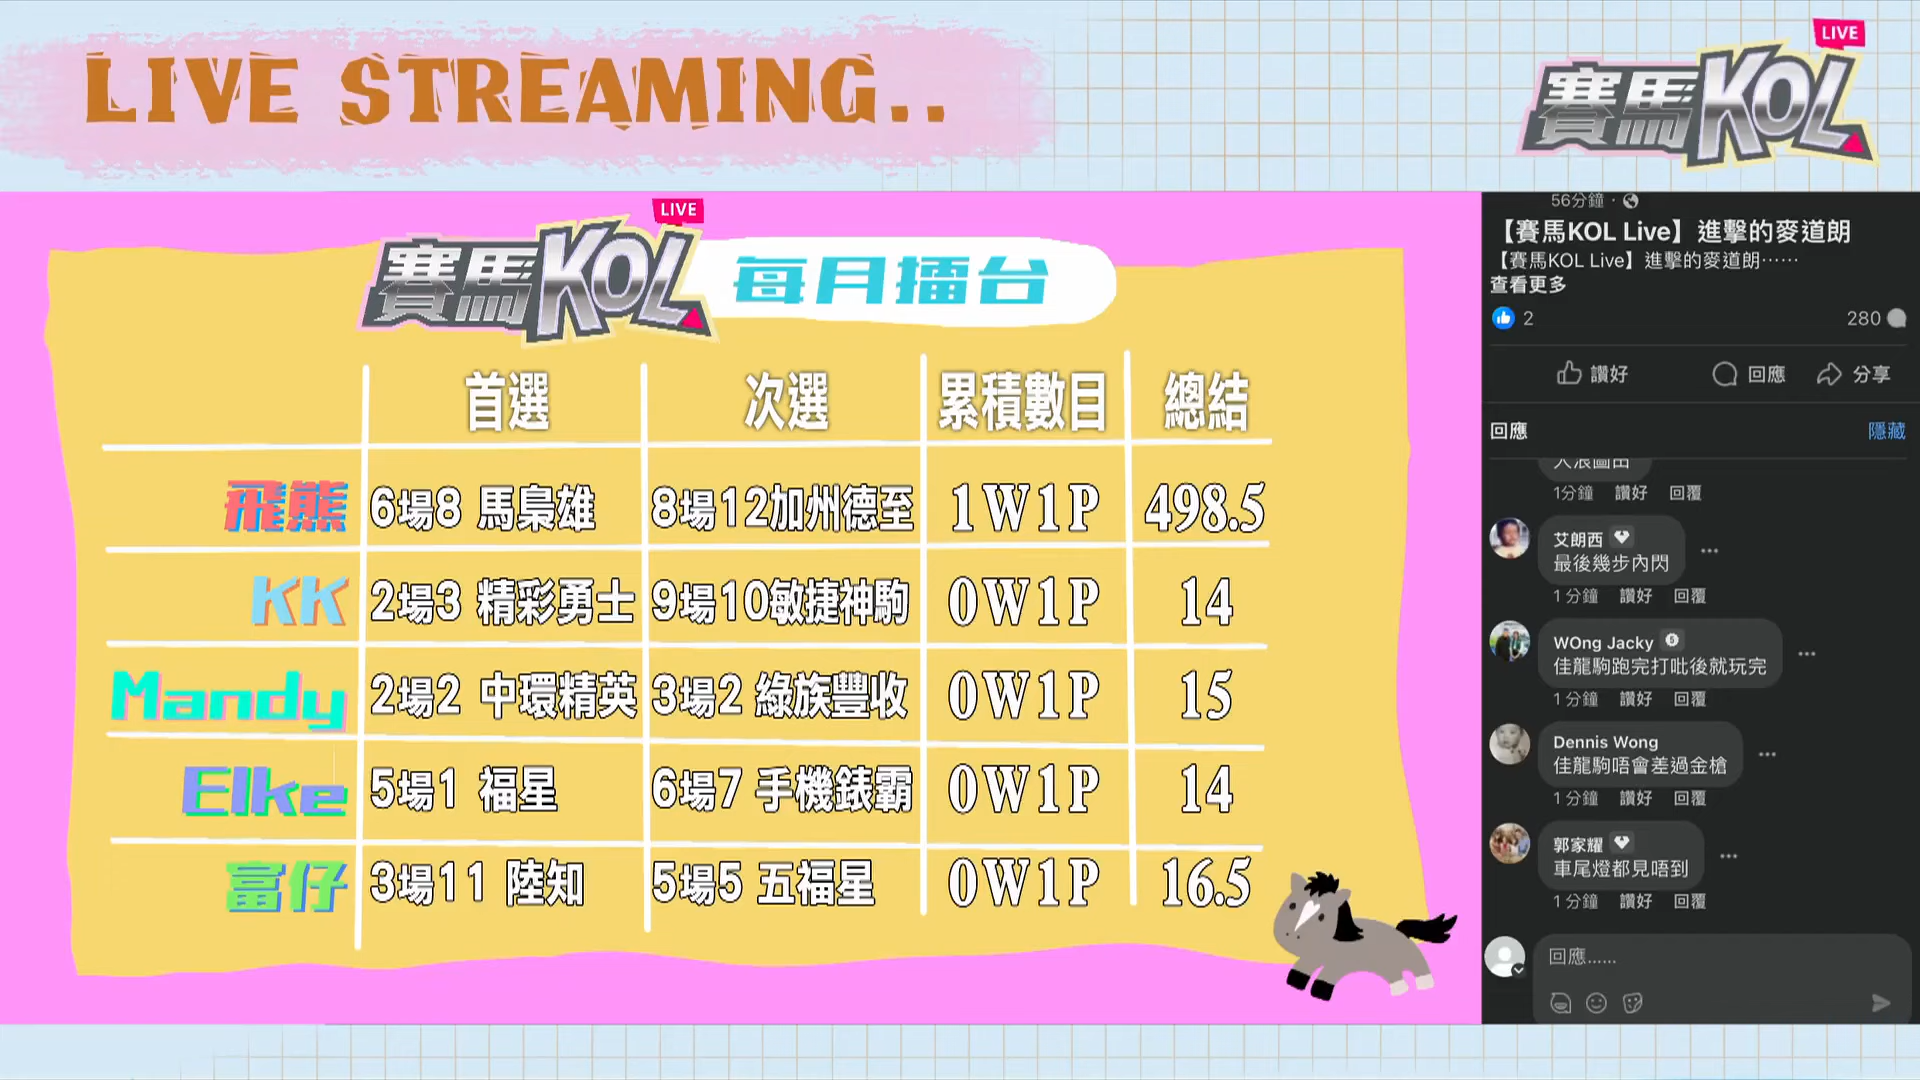 LIVE STREAMING..
LIVE
賽馬KOL
LIVE
賽馬KOL 每月擂台
首選 次選 累積數目 總結
飛熊 6場8 馬梟雄 8場12加州德至 1W1P 498.5
KK 2場3 精彩勇士 9場10敏捷神駒 0W1P 14
Mandy 2場2 中環精英 3場2 綠族豐收 0W1P 15
Elke 5場1 福星 6場7 手機錶霸 0W1P 14
富仔 3場11 陸知 5場5 五福星 0W1P 16.5
56分鐘 ·
【賽馬KOL Live】進擊的麥道朗
【賽馬KOL Live】進擊的麥道朗……
查看更多
2 280
讚好 回應 分享
回應 隱藏
1分鐘 讚好 回覆
艾朗西
最後幾步內閃
1分鐘 讚好 回覆
WOng Jacky
佳龍駒跑完打吡後就玩完
1分鐘 讚好 回覆
Dennis Wong
佳龍駒唔會差過金槍
1分鐘 讚好 回覆
郭家耀
車尾燈都見唔到
1分鐘 讚好 回覆
回應......